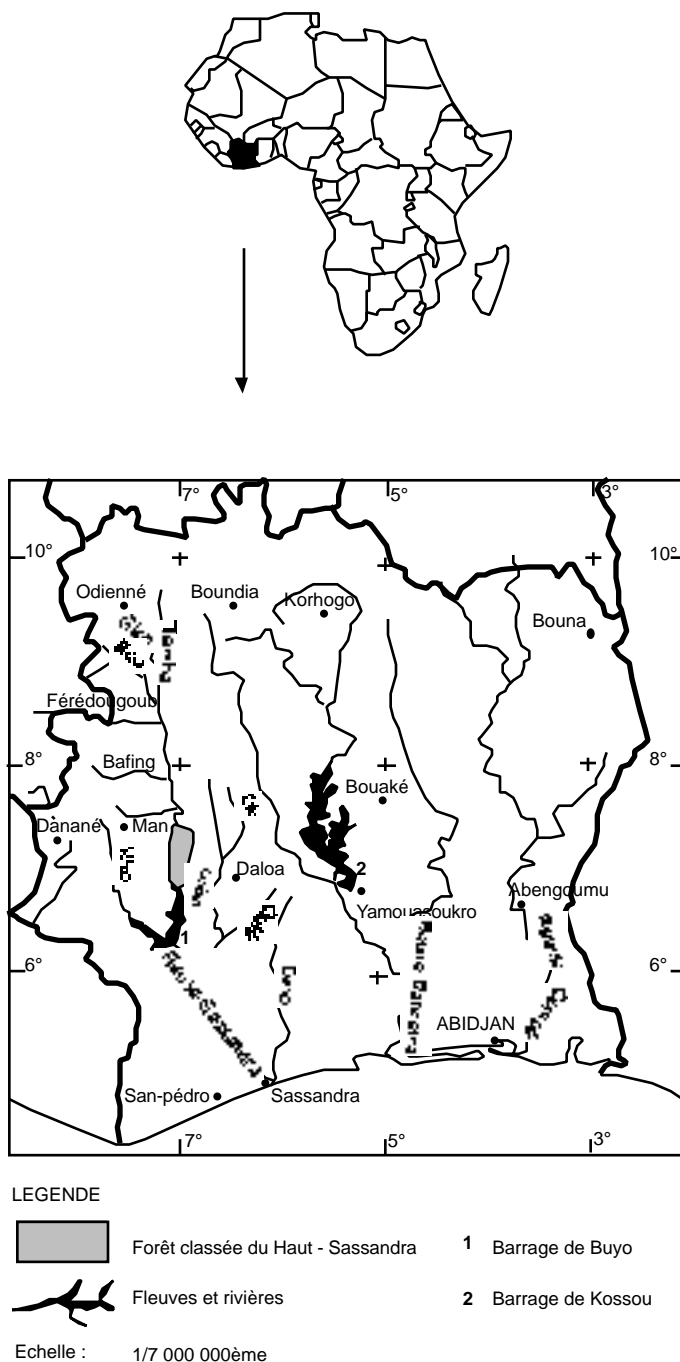 7° 5° 3°
10° 10°
Odienné Boundia Korhogo
Bouna
Férédougoub
8° 8°
Bafing
Bouaké
Danané Man
Daloa
2
Abengoumu
Yamoussoukro
1
6° 6°
ABIDJAN
San-pédro Sassandra
7° 5° 3°
LEGENDE
Forêt classée du Haut - Sassandra 1 Barrage de Buyo
Fleuves et rivières 2 Barrage de Kossou
Echelle : 1/7 000 000ème